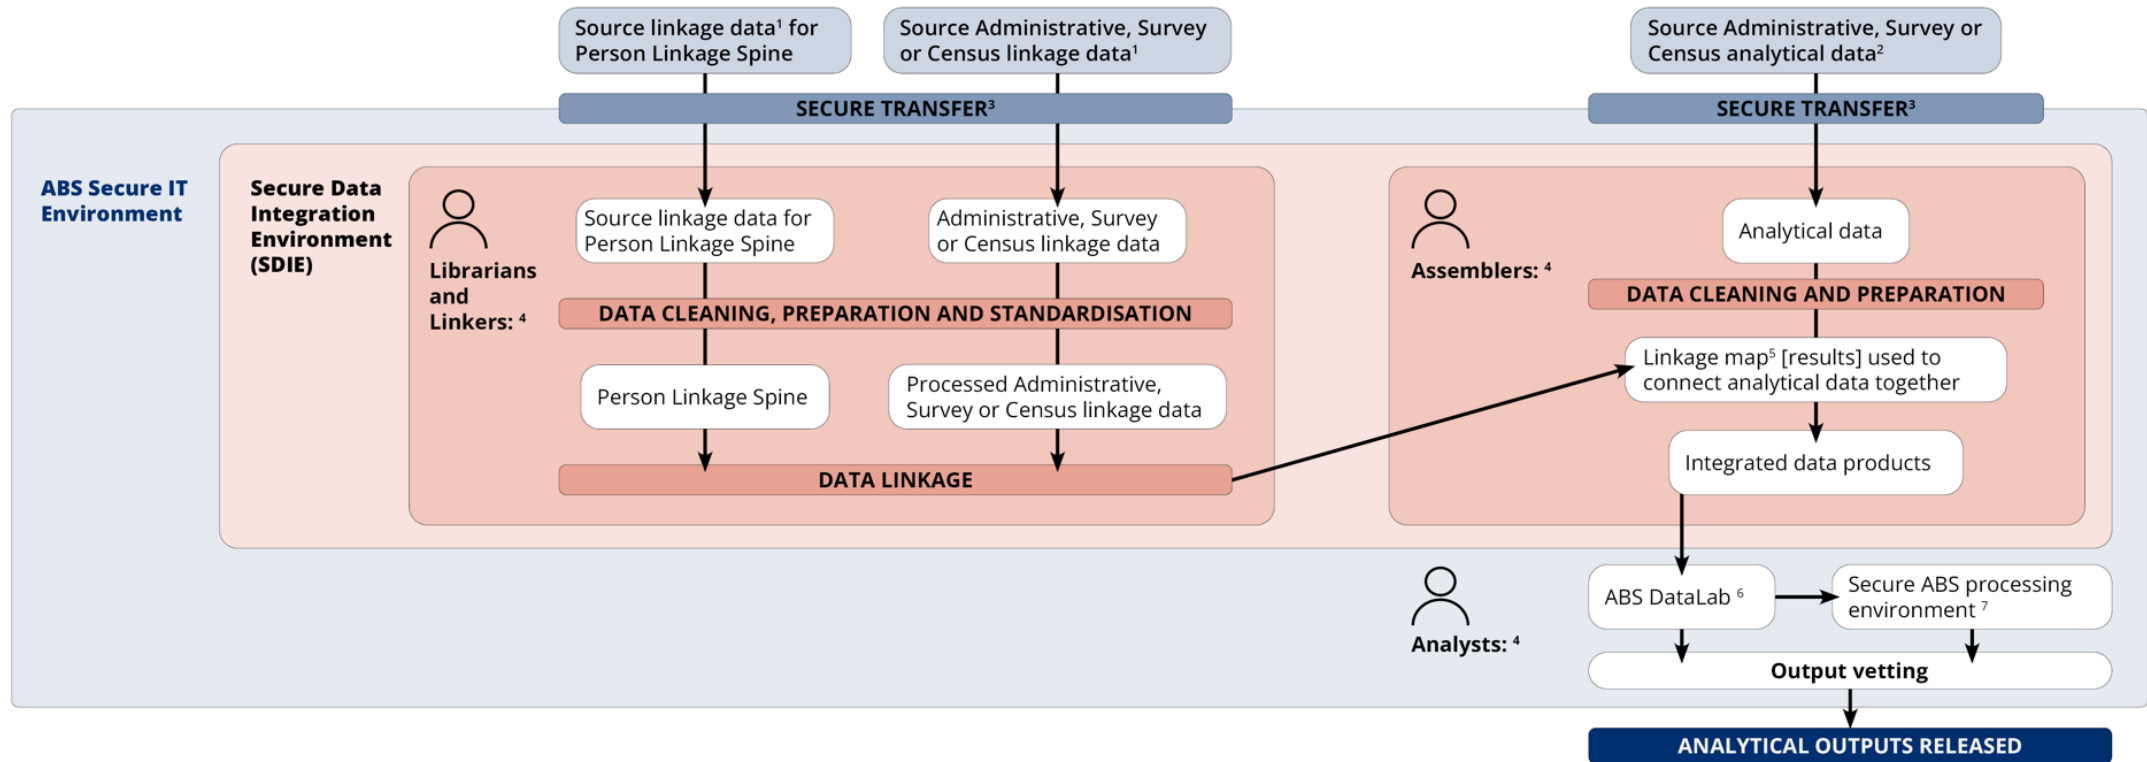 Source linkage data¹ for
Person Linkage Spine
Source Administrative, Survey
or Census linkage data¹
Source Administrative, Survey or
Census analytical data²
SECURE TRANSFER³
SECURE TRANSFER³
ABS Secure IT
Environment
Secure Data
Integration
Environment
(SDIE)
Librarians
and
Linkers: ⁴
Source linkage data for
Person Linkage Spine
Administrative, Survey
or Census linkage data
DATA CLEANING, PREPARATION AND STANDARDISATION
Person Linkage Spine
Processed Administrative,
Survey or Census linkage data
DATA LINKAGE
Assemblers: ⁴
Analytical data
DATA CLEANING AND PREPARATION
Linkage map⁵ [results] used to
connect analytical data together
Integrated data products
Analysts: ⁴
ABS DataLab ⁶
Secure ABS processing
environment ⁷
Output vetting
ANALYTICAL OUTPUTS RELEASED